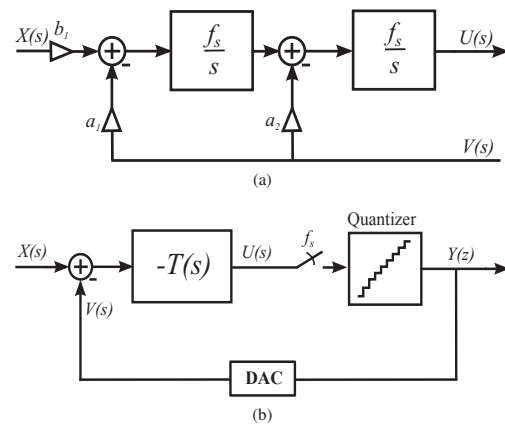 X(s) b₁ + - fₛ/s + - fₛ/s U(s)
a₁ a₂
V(s)
(a)
Quantizer
X(s) + - -T(s) U(s) fₛ Y(z)
V(s)
DAC
(b)